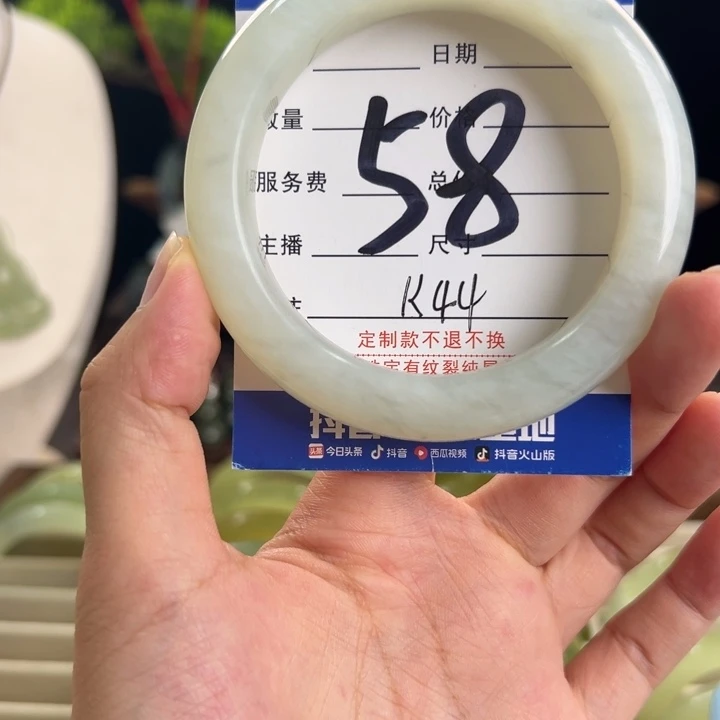 日期
数量 价格
服务费
主播 尺寸
58
K44
定制款不退不换
今日头条 抖音 西瓜视频 抖音火山版